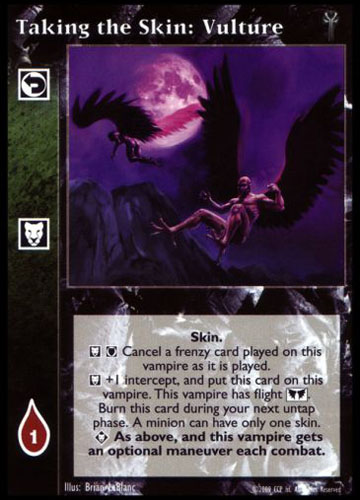 Taking the Skin: Vulture
Skin.
Cancel a frenzy card played on this
vampire as it is played.
+1 intercept, and put this card on this
vampire. This vampire has flight.
Burn this card during your next untap
phase. A minion can have only one skin.
As above, and this vampire gets
an optional maneuver each combat.
1
Illus: Brian LeBlanc